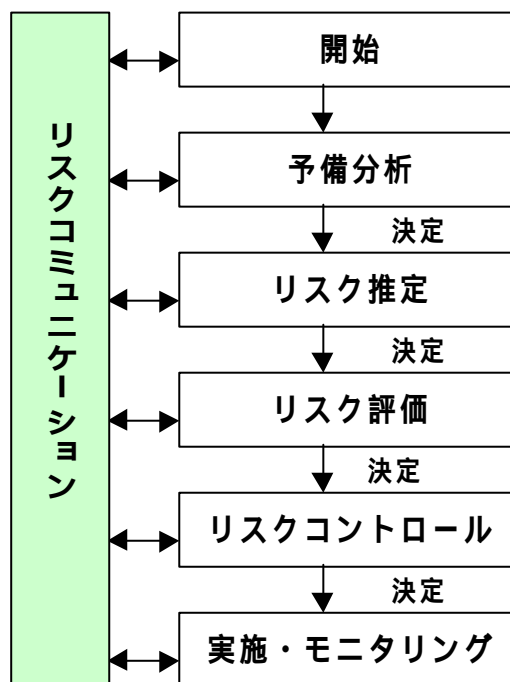 リスクコミュニケーション
開始
予備分析
決定
リスク推定
決定
リスク評価
決定
リスクコントロール
決定
実施・モニタリング